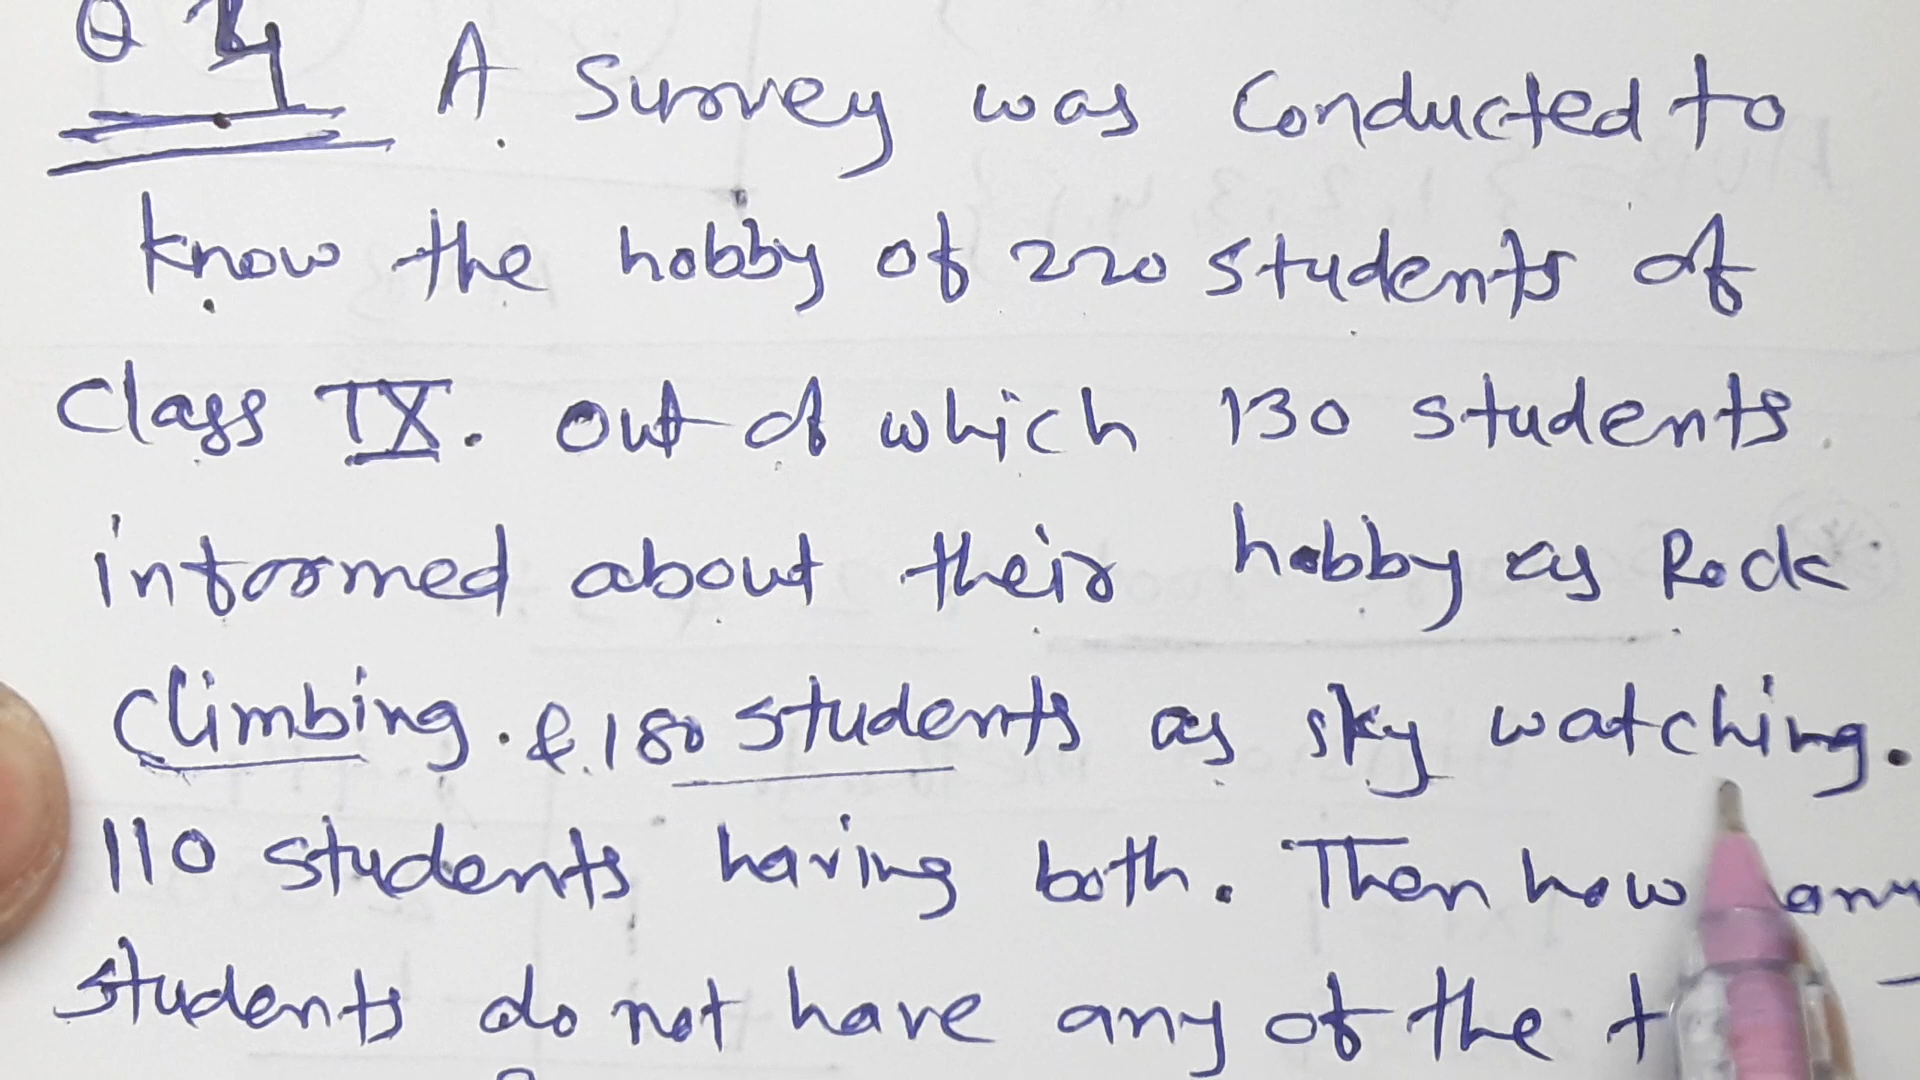 Q 4 A Survey was Conducted to
know the hobby of 220 students of
Class IX. Out of which 130 students
informed about their hobby as Rock
Climbing. & 180 students as sky watching.
110 students having both. Then how
students do not have any of the